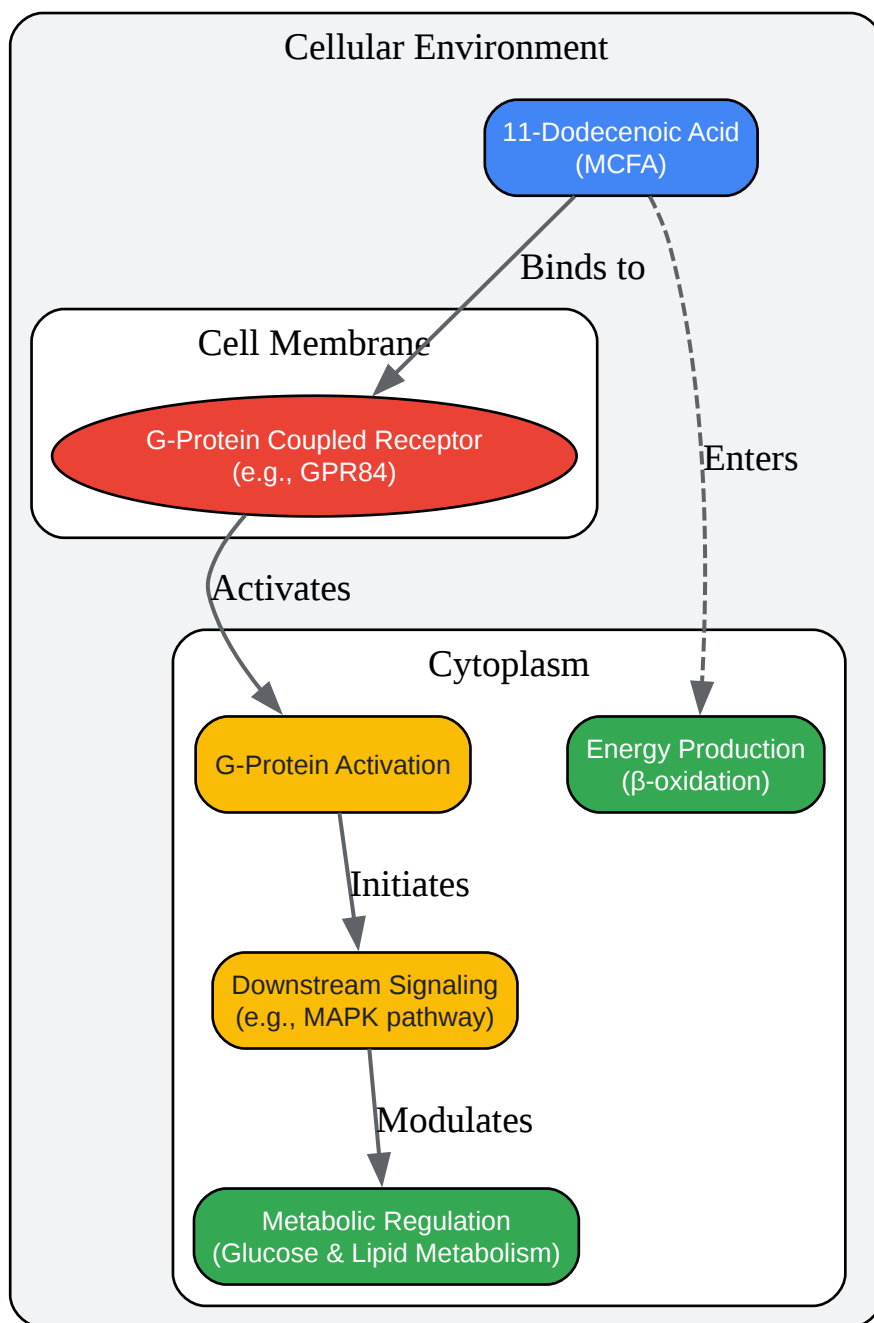 Cellular Environment
11-Dodecenoic Acid
(MCFA)
Binds to
Cell Membrane
G-Protein Coupled Receptor
(e.g., GPR84)
Enters
Activates
Cytoplasm
G-Protein Activation
Energy Production
(β-oxidation)
Initiates
Downstream Signaling
(e.g., MAPK pathway)
Modulates
Metabolic Regulation
(Glucose & Lipid Metabolism)